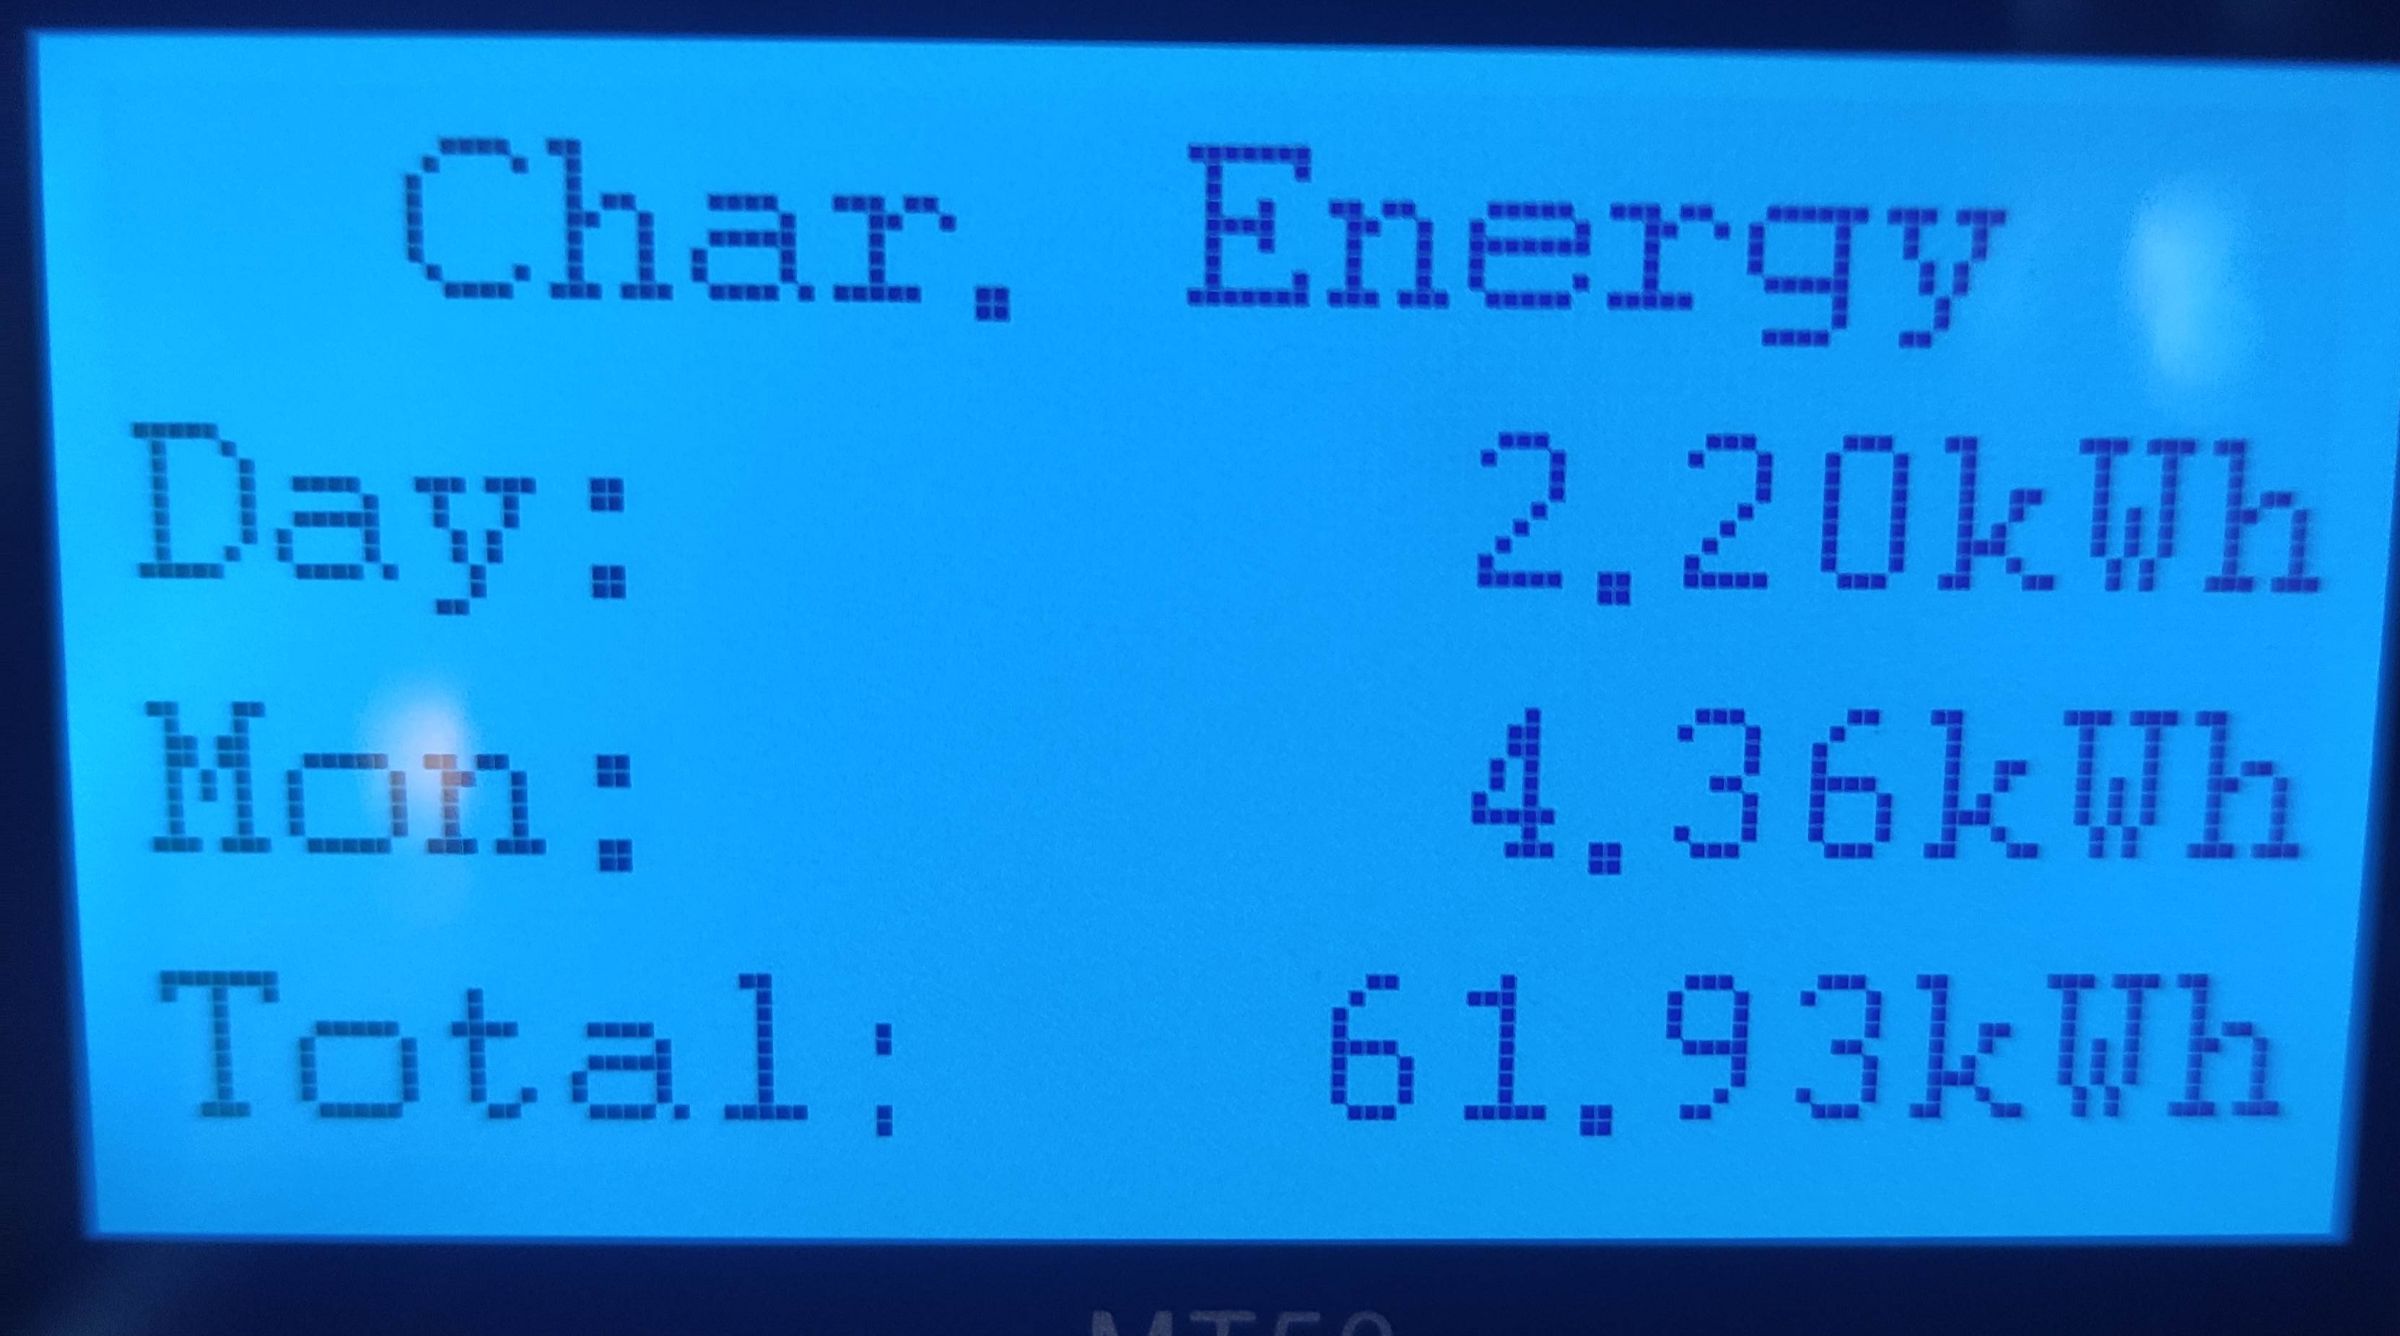 Char. Energy
Day: 2.20kWh
Mon: 4.36kWh
Total: 61.93kWh